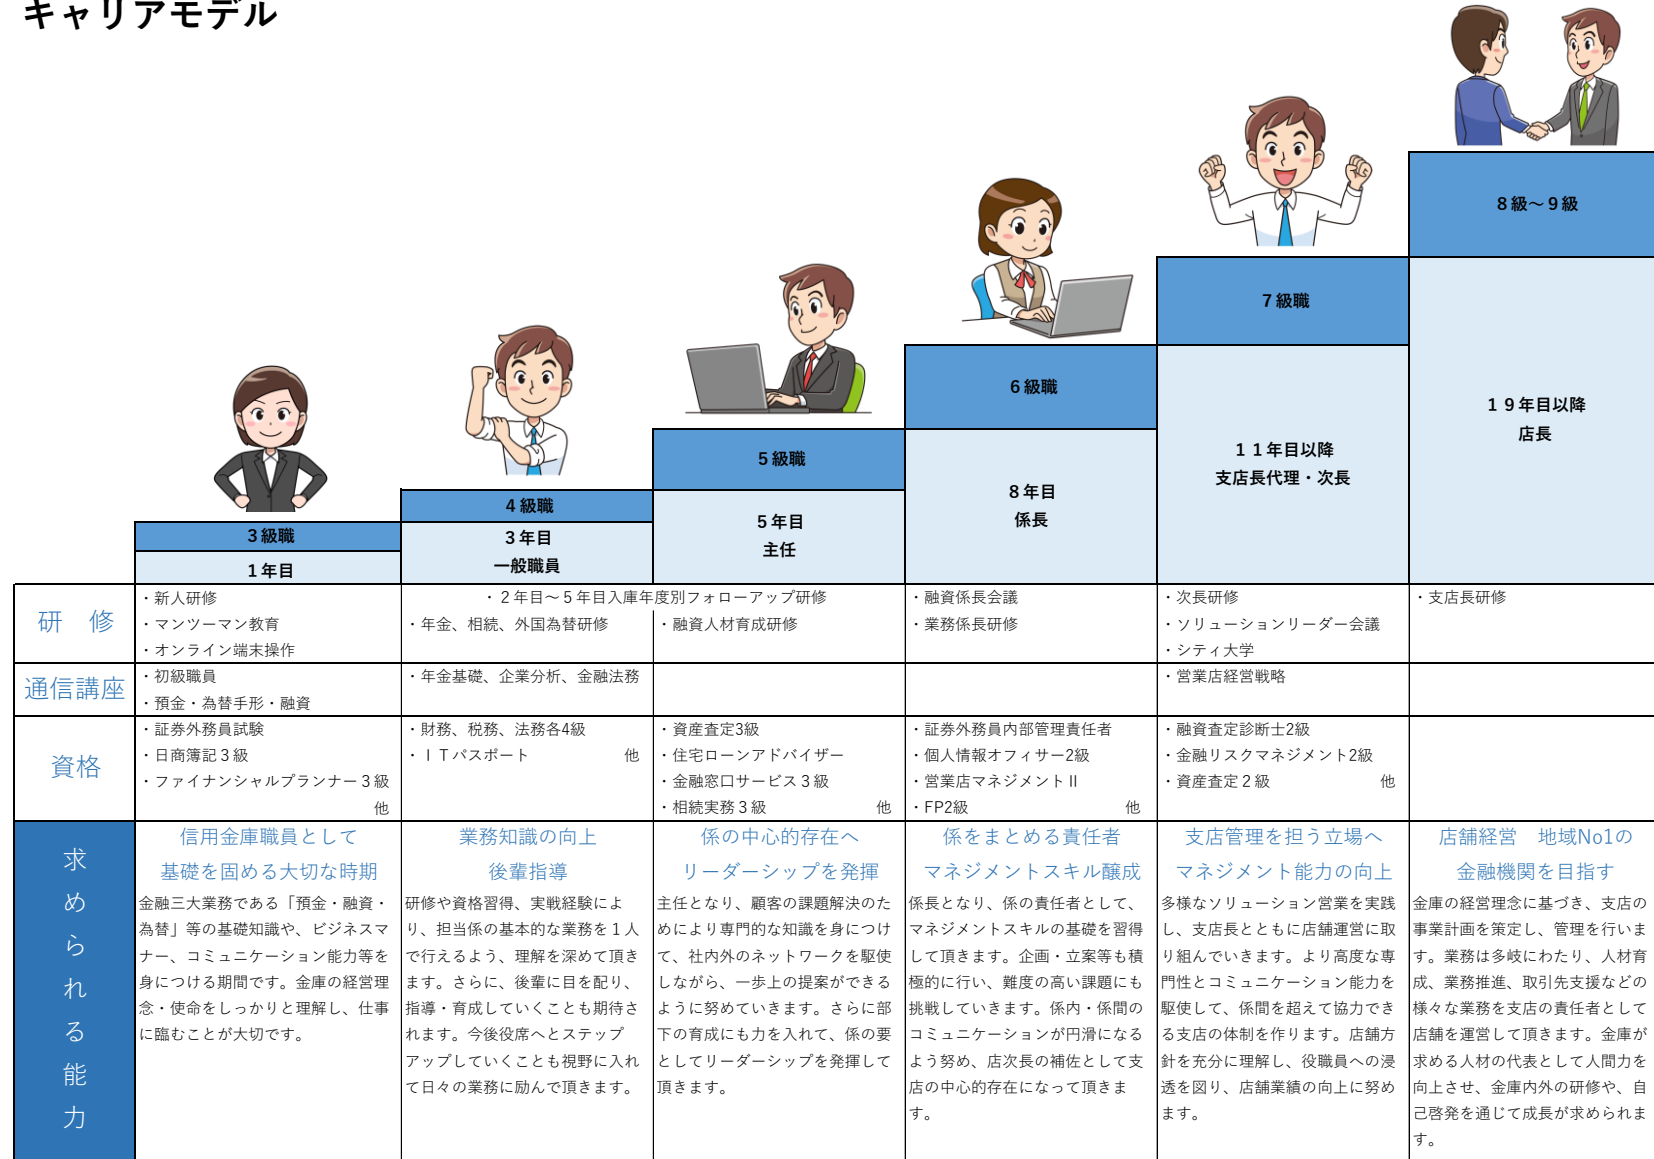 キャリアモデル
8級～9級
19年目以降
店長
7級職
11年目以降
支店長代理・次長
6級職
8年目
係長
5級職
5年目
主任
4級職
3年目
一般職員
3級職
1年目
研　修
・新人研修
・マンツーマン教育
・オンライン端末操作
・２年目～５年目入庫年度別フォローアップ研修
・年金、相続、外国為替研修
・融資人材育成研修
・融資係長会議
・業務係長研修
・次長研修
・ソリューションリーダー会議
・シティ大学
・支店長研修
通信講座
・初級職員
・預金・為替手形・融資
・年金基礎、企業分析、金融法務
・営業店経営戦略
資格
・証券外務員試験
・日商簿記３級
・ファイナンシャルプランナー３級
他
・財務、税務、法務各4級
・ＩＴパスポート　他
・資産査定3級
・住宅ローンアドバイザー
・金融窓口サービス３級
・相続実務３級　他
・証券外務員内部管理責任者
・個人情報オフィサー2級
・営業店マネジメントⅡ
・FP2級　他
・融資査定診断士2級
・金融リスクマネジメント2級
・資産査定２級　他
求められる能力
信用金庫職員として
基礎を固める大切な時期
金融三大業務である「預金・融資・
為替」等の基礎知識や、ビジネスマ
ナー、コミュニケーション能力等を
身につける期間です。金庫の経営理
念・使命をしっかりと理解し、仕事
に臨むことが大切です。
業務知識の向上
後輩指導
研修や資格習得、実戦経験によ
り、担当係の基本的な業務を１人
で行えるよう、理解を深めて頂き
ます。さらに、後輩に目を配り、
指導・育成していくことも期待さ
れます。今後役席へとステップ
アップしていくことも視野に入れ
て日々の業務に励んで頂きます。
係の中心的存在へ
リーダーシップを発揮
主任となり、顧客の課題解決のた
めにより専門的な知識を身につけ
て、社内外のネットワークを駆使
しながら、一歩上の提案ができる
ように努めていきます。さらに部
下の育成にも力を入れて、係の要
としてリーダーシップを発揮して
頂きます。
係をまとめる責任者
マネジメントスキル醸成
係長となり、係の責任者として、
マネジメントスキルの基礎を習得
して頂きます。企画・立案等も積
極的に行い、難度の高い課題にも
挑戦していきます。係内・係間の
コミュニケーションが円滑になる
よう努め、店次長の補佐として支
店の中心的存在になって頂きま
す。
支店管理を担う立場へ
マネジメント能力の向上
多様なソリューション営業を実践
し、支店長とともに店舗運営に取
り組んでいきます。より高度な専
門性とコミュニケーション能力を
駆使して、係間を超えて協力でき
る支店の体制を作ります。店舗方
針を充分に理解し、役職員への浸
透を図り、店舗業績の向上に努め
ます。
店舗経営　地域No1の
金融機関を目指す
金庫の経営理念に基づき、支店の
事業計画を策定し、管理を行いま
す。業務は多岐にわたり、人材育
成、業務推進、取引先支援などの
様々な業務を支店の責任者として
店舗を運営して頂きます。金庫が
求める人材の代表として人間力を
向上させ、金庫内外の研修や、自
己啓発を通じて成長が求められま
す。